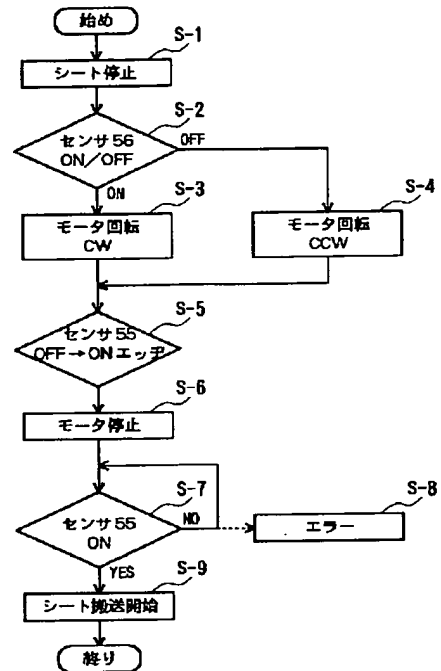 始め
S-1
シート停止
S-2
センサ56
ON/OFF
OFF
ON
S-3
モータ回転
CW
S-4
モータ回転
CCW
S-5
センサ55
OFF→ONエッヂ
S-6
モータ停止
S-7
センサ55
ON
NO
YES
S-8
エラー
S-9
シート搬送開始
終り